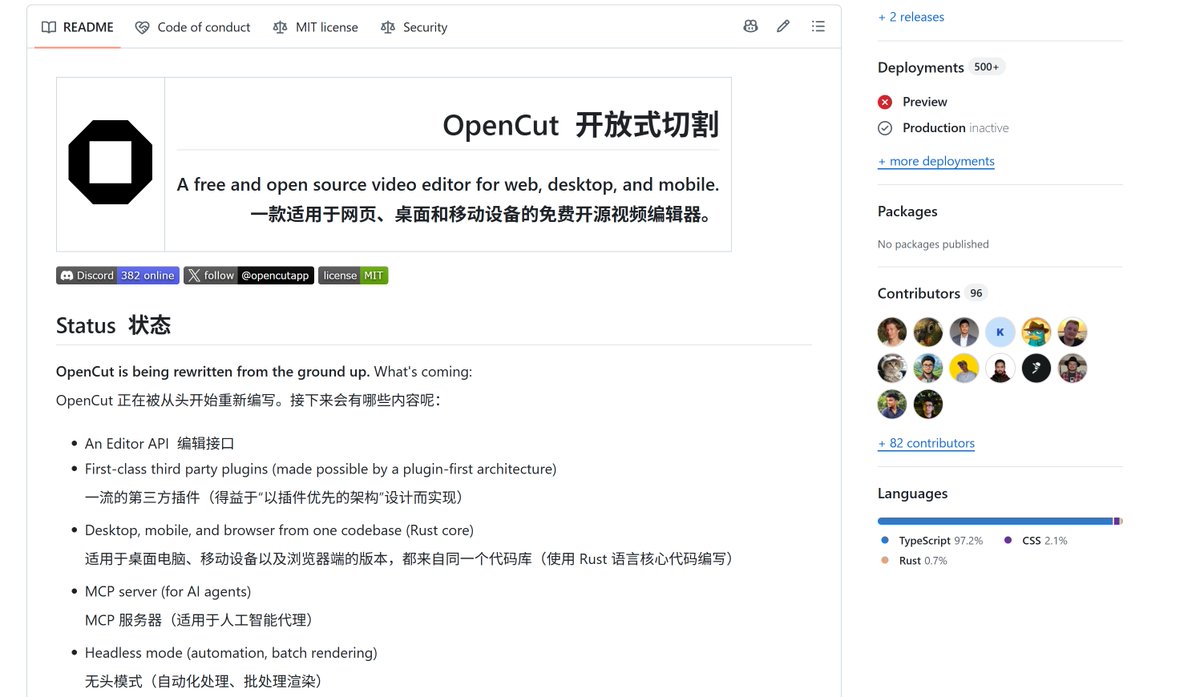 README
Code of conduct
MIT license
Security
OpenCut 开放式切割
A free and open source video editor for web, desktop, and mobile.
一款适用于网页、桌面和移动设备的免费开源视频编辑器。
Discord 382 online
follow @opencutapp
license MIT
Status 状态
OpenCut is being rewritten from the ground up. What's coming:
OpenCut 正在被从头开始重新编写。接下来会有哪些内容呢：
An Editor API 编辑接口
First-class third party plugins (made possible by a plugin-first architecture)
一流的第三方插件（得益于“以插件优先的架构”设计而实现）
Desktop, mobile, and browser from one codebase (Rust core)
适用于桌面电脑、移动设备以及浏览器端的版本，都来自同一个代码库（使用 Rust 语言核心代码编写）
MCP server (for AI agents)
MCP 服务器（适用于人工智能代理）
Headless mode (automation, batch rendering)
无头模式（自动化处理、批处理渲染）
+ 2 releases
Deployments 500+
Preview
Production inactive
+ more deployments
Packages
No packages published
Contributors 96
K
+ 82 contributors
Languages
TypeScript 97.2%
CSS 2.1%
Rust 0.7%